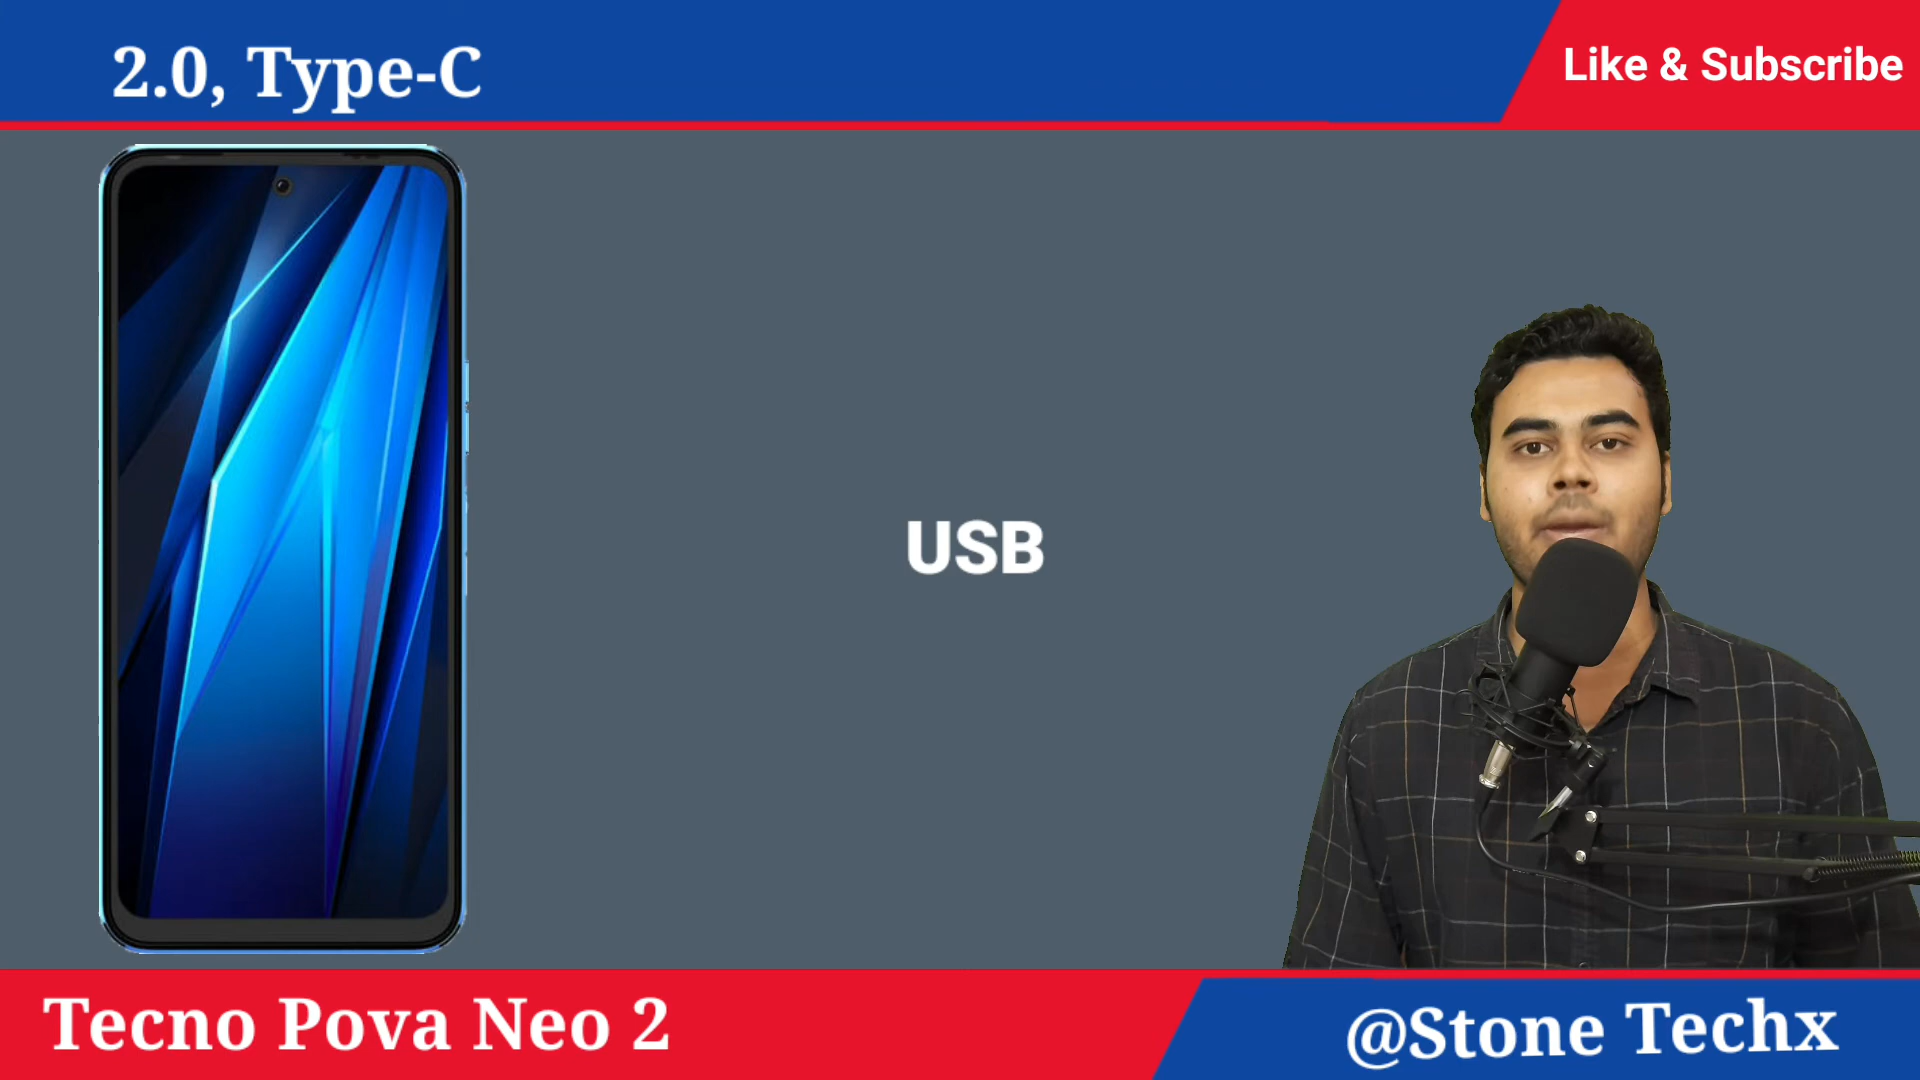 2.0, Type-C
Like & Subscribe
USB
Tecno Pova Neo 2
@Stone Techx